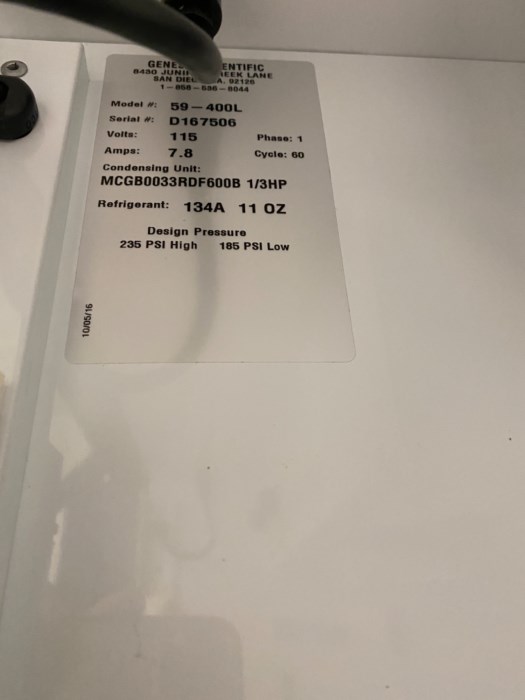 GENE ENTIFIC
JUNI EEK LANE
SAN DIE A. 92126
Model #: 59-400L
Serial #: D167506
Volts: 115 Phase: 1
Amps: 7.8 Cycle: 60
Condensing Unit:
MCGB0033RDF600B 1/3HP
Refrigerant: 134A 11 OZ
Design Pressure
235 PSI High 185 PSI Low
10/05/16